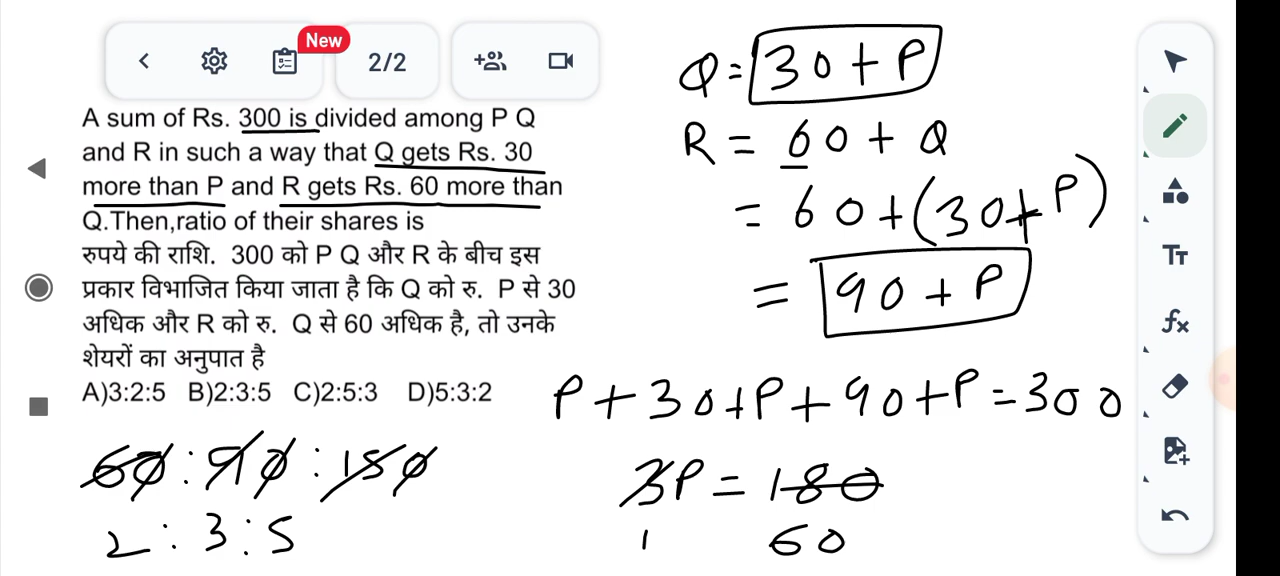 New
2/2
A sum of Rs. 300 is divided among P Q
and R in such a way that Q gets Rs. 30
more than P and R gets Rs. 60 more than
Q.Then,ratio of their shares is
रुपये की राशि. 300 को P Q और R के बीच इस
प्रकार विभाजित किया जाता है कि Q को रु. P से 30
अधिक और R को रु. Q से 60 अधिक है, तो उनके
शेयरों का अनुपात है
A)3:2:5 B)2:3:5 C)2:5:3 D)5:3:2
60 : 90 : 150
2 : 3 : 5
Q = 30 + P
R = 60 + Q
= 60 + (30 + P)
= 90 + P
P + 30 + P + 90 + P = 300
3P = 180
1 60
Tт
fx